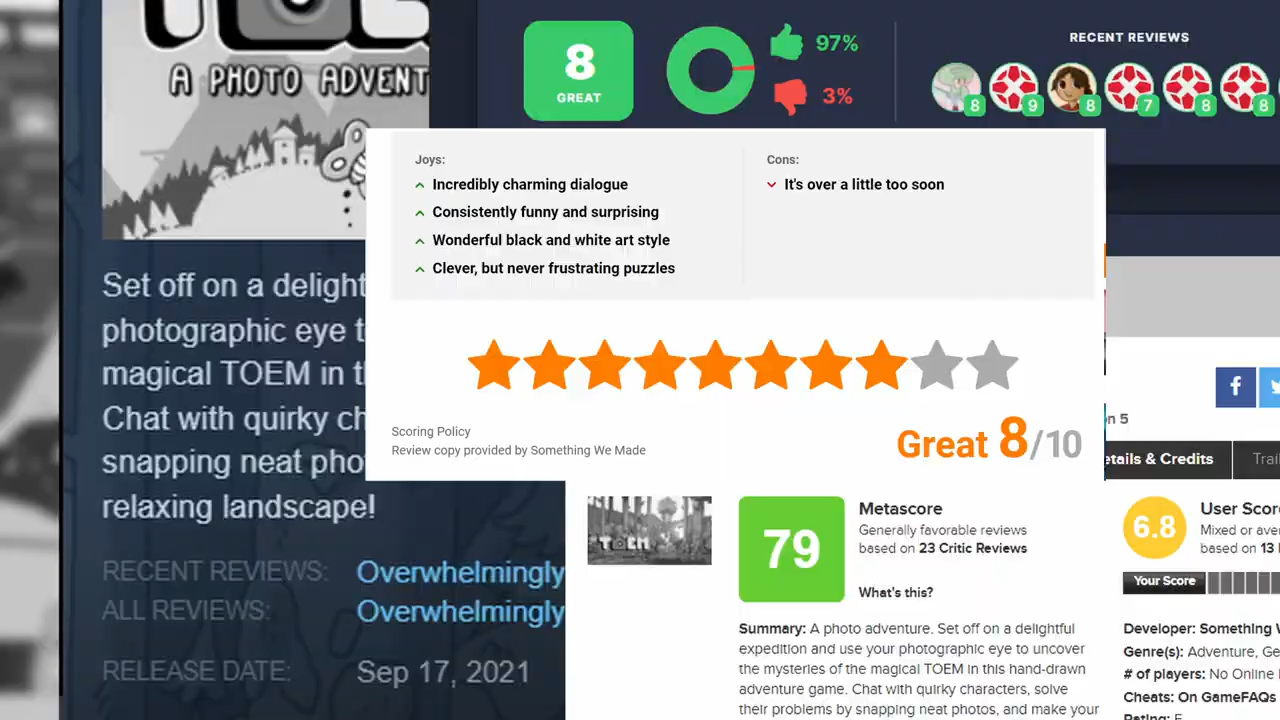 TOEM
A PHOTO ADVENT
8
GREAT
97%
3%
RECENT REVIEWS
8
9
8
7
8
8
Joys:
Incredibly charming dialogue
Consistently funny and surprising
Wonderful black and white art style
Clever, but never frustrating puzzles
Cons:
It's over a little too soon
Scoring Policy
Review copy provided by Something We Made
Great 8/10
Set off on a delight
photographic eye t
magical TOEM in t
Chat with quirky ch
snapping neat pho
relaxing landscape!
RECENT REVIEWS: Overwhelmingly
ALL REVIEWS: Overwhelmingly
RELEASE DATE: Sep 17, 2021
TOEM
79
Metascore
Generally favorable reviews
based on 23 Critic Reviews
What's this?
Summary: A photo adventure. Set off on a delightful
expedition and use your photographic eye to uncover
the mysteries of the magical TOEM in this hand-drawn
adventure game. Chat with quirky characters, solve
their problems by snapping neat photos, and make your
f
n 5
etails & Credits
Trail
6.8
User Score
Mixed or ave
based on 13
Your Score
Developer: Something W
Genre(s): Adventure, Ge
# of players: No Online
Cheats: On GameFAQs